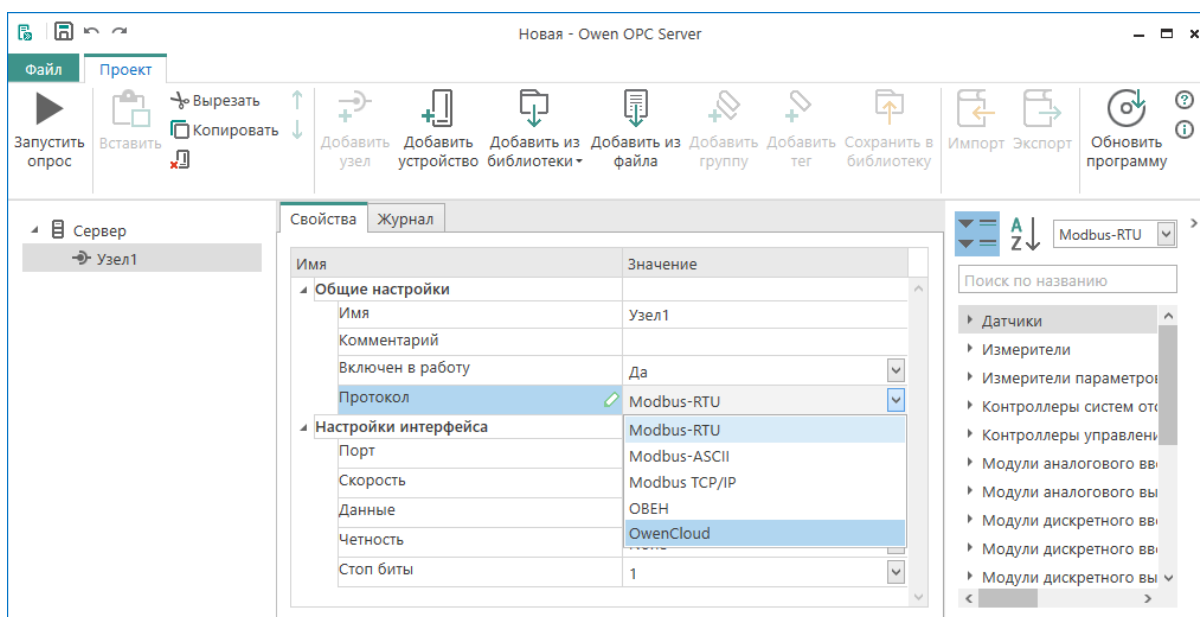 Новая - Owen OPC Server
Файл
Проект
Запустить опрос
Вставить
Вырезать
Копировать
Добавить узел
Добавить устройство
Добавить из библиотеки
Добавить из файла
Добавить группу
Добавить тег
Сохранить в библиотеку
Импорт
Экспорт
Обновить программу
Сервер
Узел1
Свойства
Журнал
Имя Значение
Общие настройки
Имя Узел1
Комментарий
Включен в работу Да
Протокол Modbus-RTU
Настройки интерфейса
Порт
Скорость
Данные
Четность
Стоп биты 1
Modbus-RTU
Modbus-ASCII
Modbus TCP/IP
ОВЕН
OwenCloud
A
Z
Modbus-RTU
Поиск по названию
Датчики
Измерители
Измерители параметров
Контроллеры систем ото
Контроллеры управлени
Модули аналогового вв
Модули аналогового вы
Модули дискретного вв
Модули дискретного вв
Модули дискретного вы